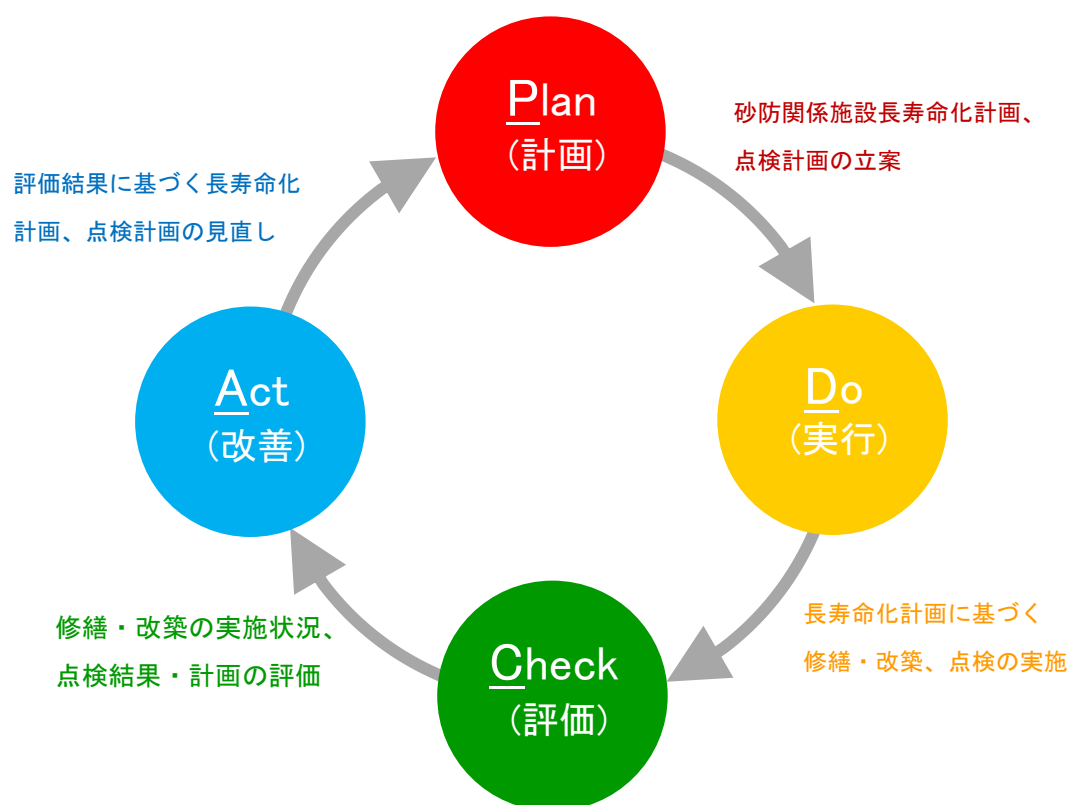 Plan
(計画)
砂防関係施設長寿命化計画、
点検計画の立案
Do
(実行)
長寿命化計画に基づく
修繕・改築、点検の実施
Check
(評価)
修繕・改築の実施状況、
点検結果・計画の評価
Act
(改善)
評価結果に基づく長寿命化
計画、点検計画の見直し